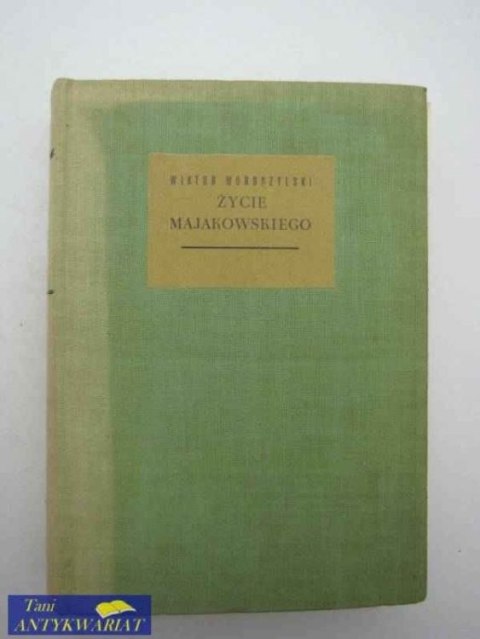 WIKTOR WOROSZYLSKI
ŻYCIE
MAJAKOWSKIEGO
Tani
ANTYKWARIAT